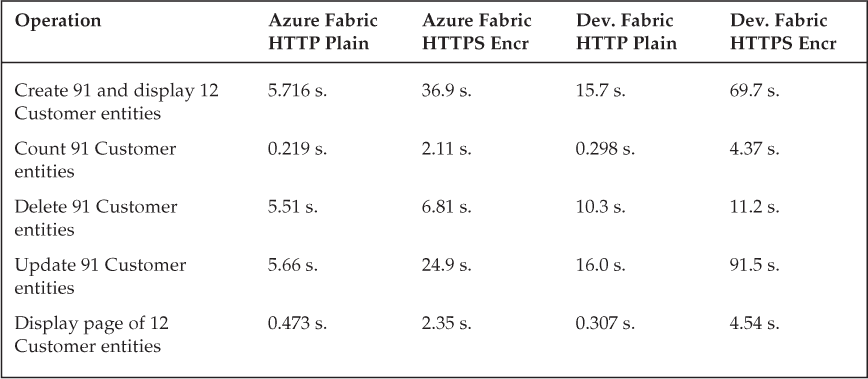 Operation Azure Fabric Azure Fabric Dev. Fabric Dev. Fabric
HTTP Plain HTTPS Encr HTTP Plain HTTPS Encr
Create 91 and display 12 5.716 s. 36.9 s. 15.7 s. 69.7 s.
Customer entities
Count 91 Customer 0.219 s. 2.11 s. 0.298 s. 4.37 s.
entities
Delete 91 Customer 5.51 s. 6.81 s. 10.3 s. 11.2 s.
entities
Update 91 Customer 5.66 s. 24.9 s. 16.0 s. 91.5 s.
entities
Display page of 12 0.473 s. 2.35 s. 0.307 s. 4.54 s.
Customer entities